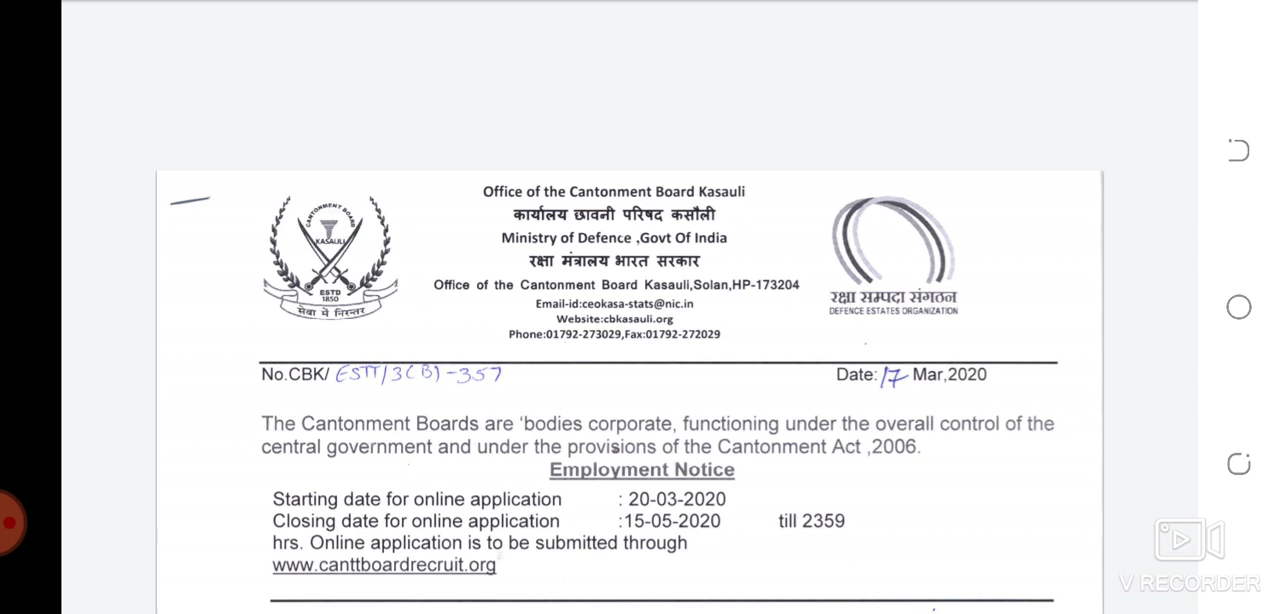 Office of the Cantonment Board Kasauli
कार्यालय छावनी परिषद कसौली
Ministry of Defence ,Govt Of India
रक्षा मंत्रालय भारत सरकार
Office of the Cantonment Board Kasauli,Solan,HP-173204
Email-id:ceokasa-stats@nic.in
Website:cbkasauli.org
Phone:01792-273029,Fax:01792-272029
CANTONMENT BOARD
KASAULI
ESTD
1850
सेवा में निरन्तर
रक्षा सम्पदा संगठन
DEFENCE ESTATES ORGANIZATION
No.CBK/ ESTT/3(B)-357 Date:17 Mar,2020
The Cantonment Boards are ‘bodies corporate, functioning under the overall control of the
central government and under the provisions of the Cantonment Act ,2006.
Employment Notice
Starting date for online application : 20-03-2020
Closing date for online application :15-05-2020 till 2359
hrs. Online application is to be submitted through
www.canttboardrecruit.org
V RECORDER